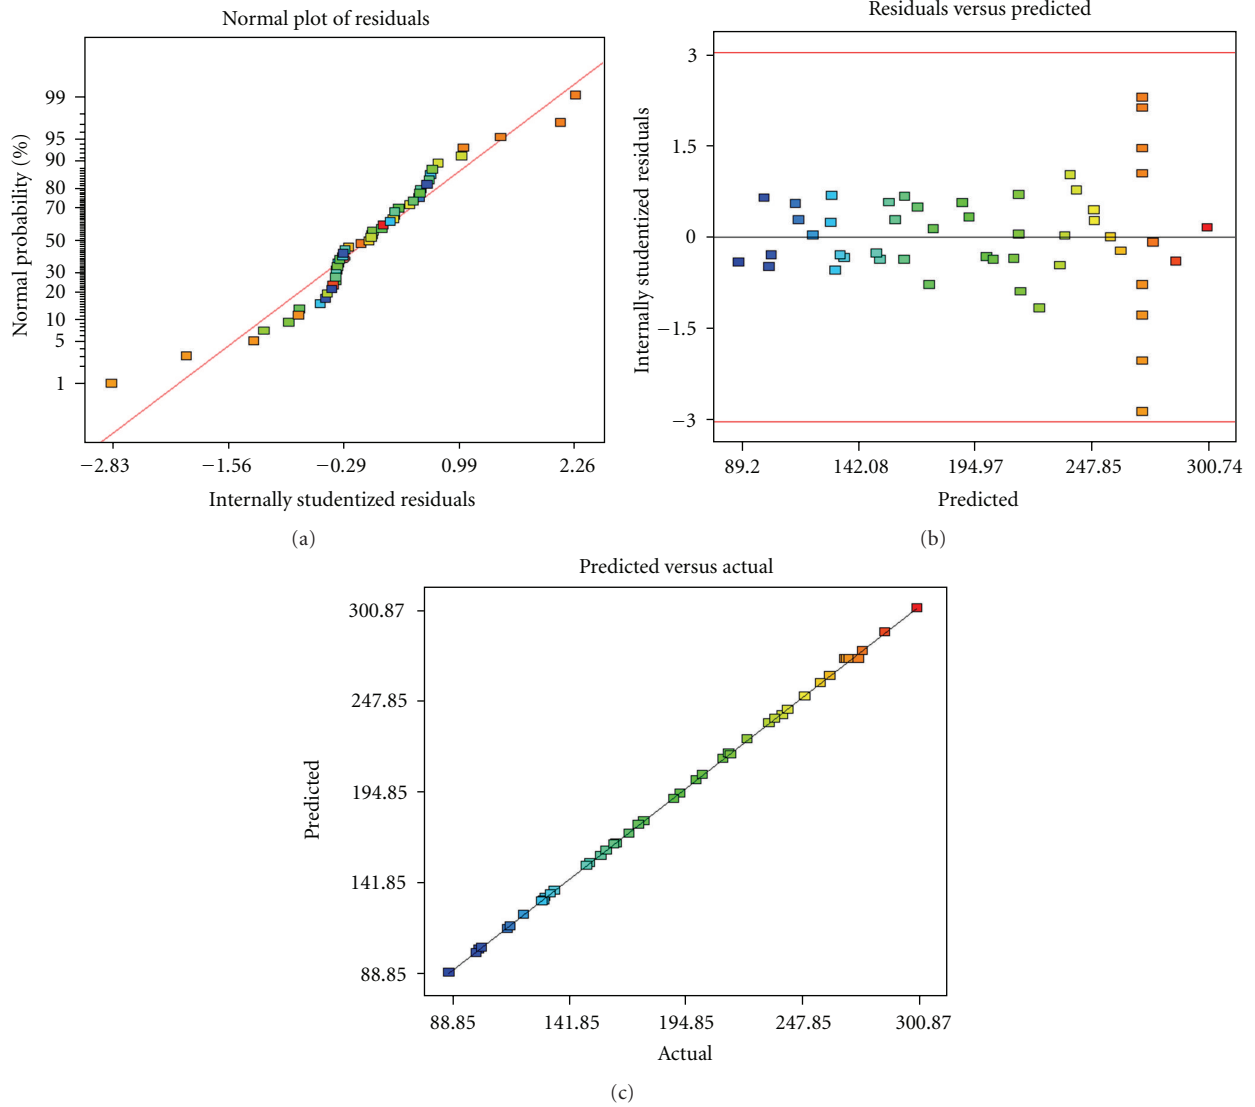 Normal plot of residuals
Normal probability (%)
99
95
90
80
70
50
30
20
10
5
1
−2.83 −1.56 −0.29 0.99 2.26
Internally studentized residuals
(a)
Residuals versus predicted
Internally studentized residuals
3
1.5
0
−1.5
−3
89.2 142.08 194.97 247.85 300.74
Predicted
(b)
Predicted versus actual
Predicted
300.87
247.85
194.85
141.85
88.85
88.85 141.85 194.85 247.85 300.87
Actual
(c)